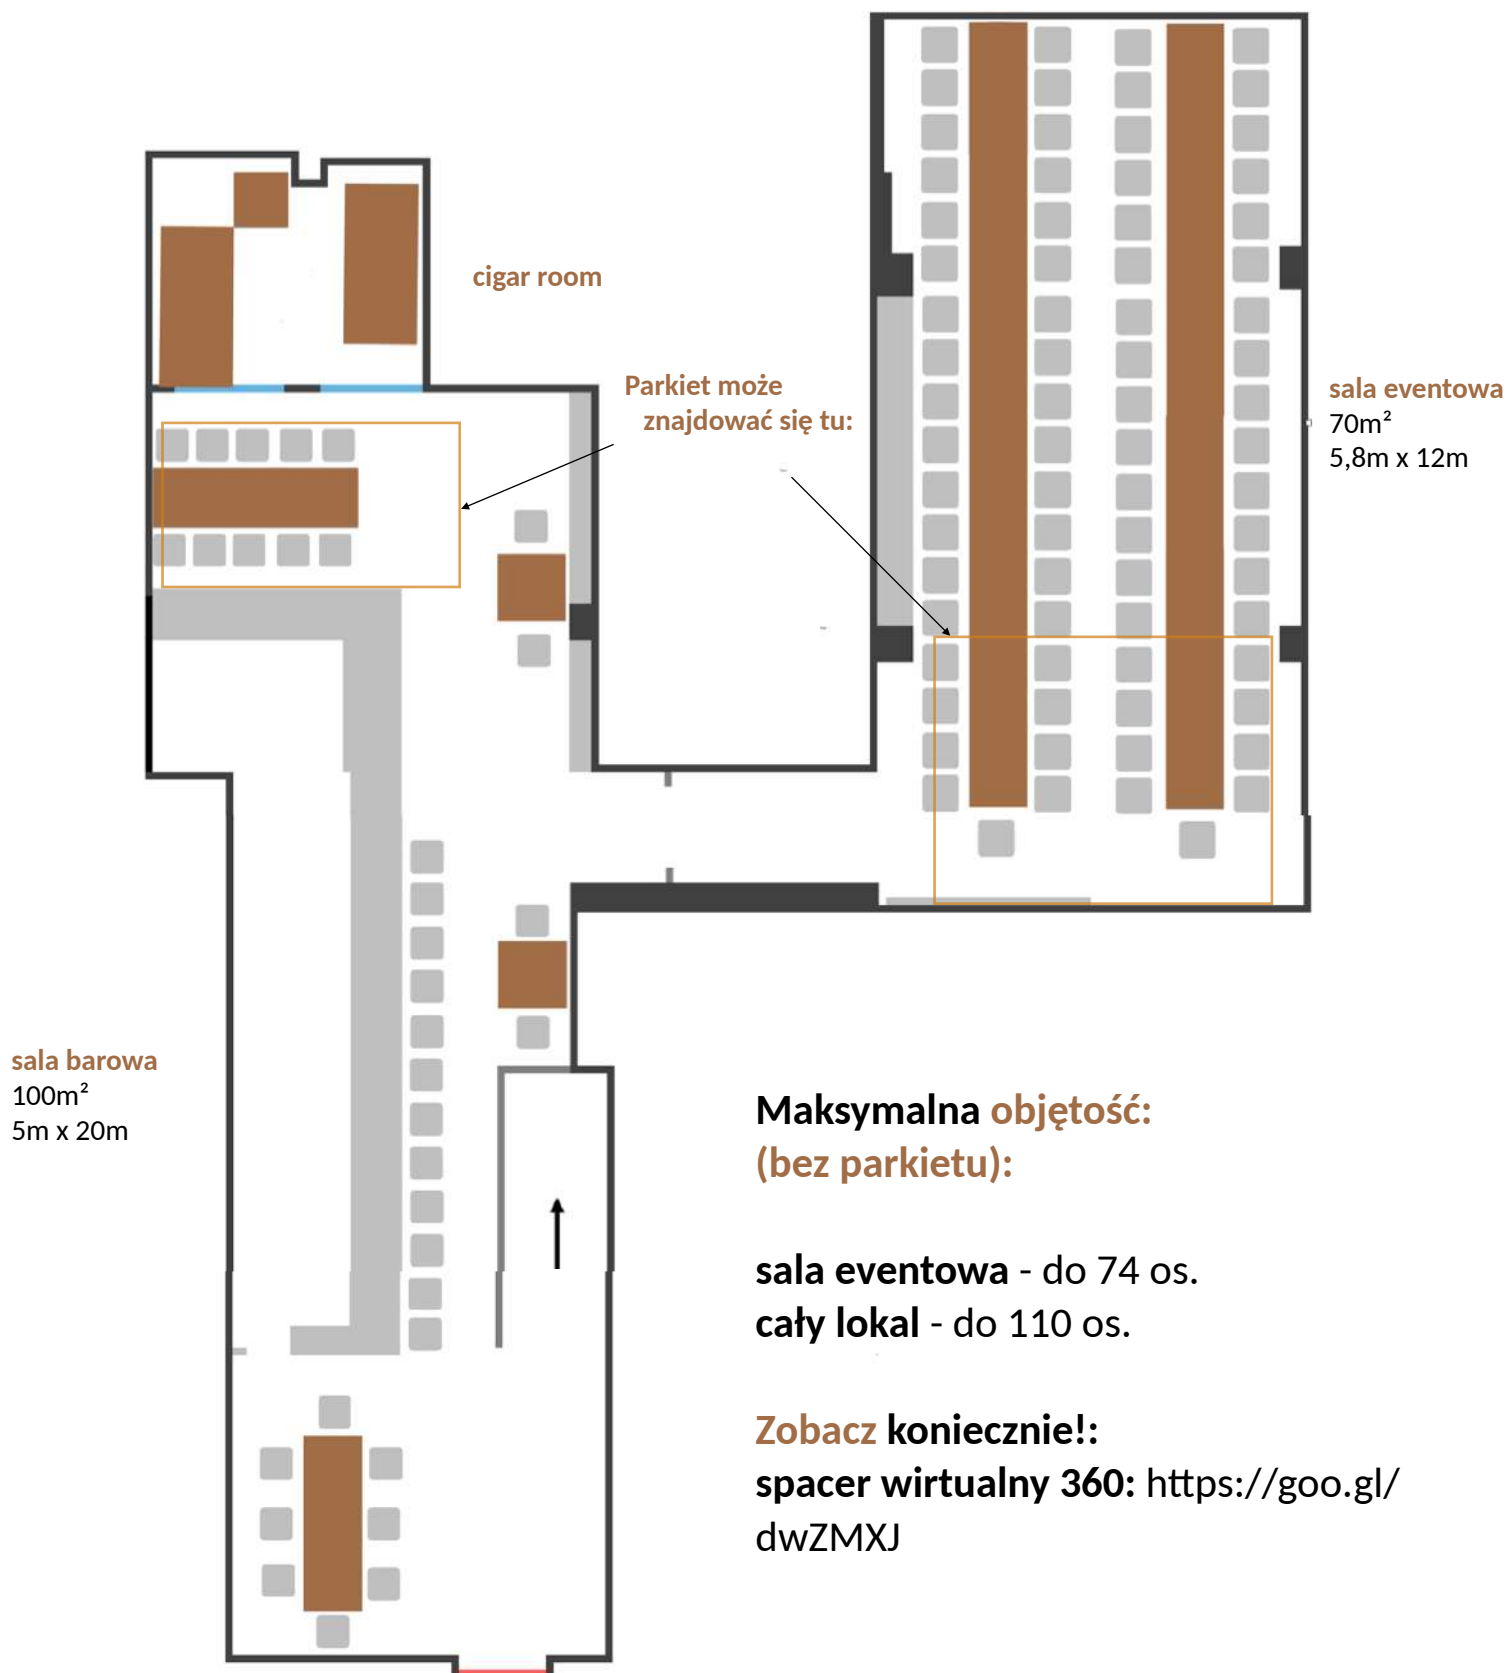 cigar room
Parkiet może
znajdować się tu:
sala eventowa
70m²
5,8m x 12m
sala barowa
100m²
5m x 20m
Maksymalna objętość:
(bez parkietu):
sala eventowa - do 74 os.
cały lokal - do 110 os.
Zobacz koniecznie!:
spacer wirtualny 360: https://goo.gl/
dwZMXJ